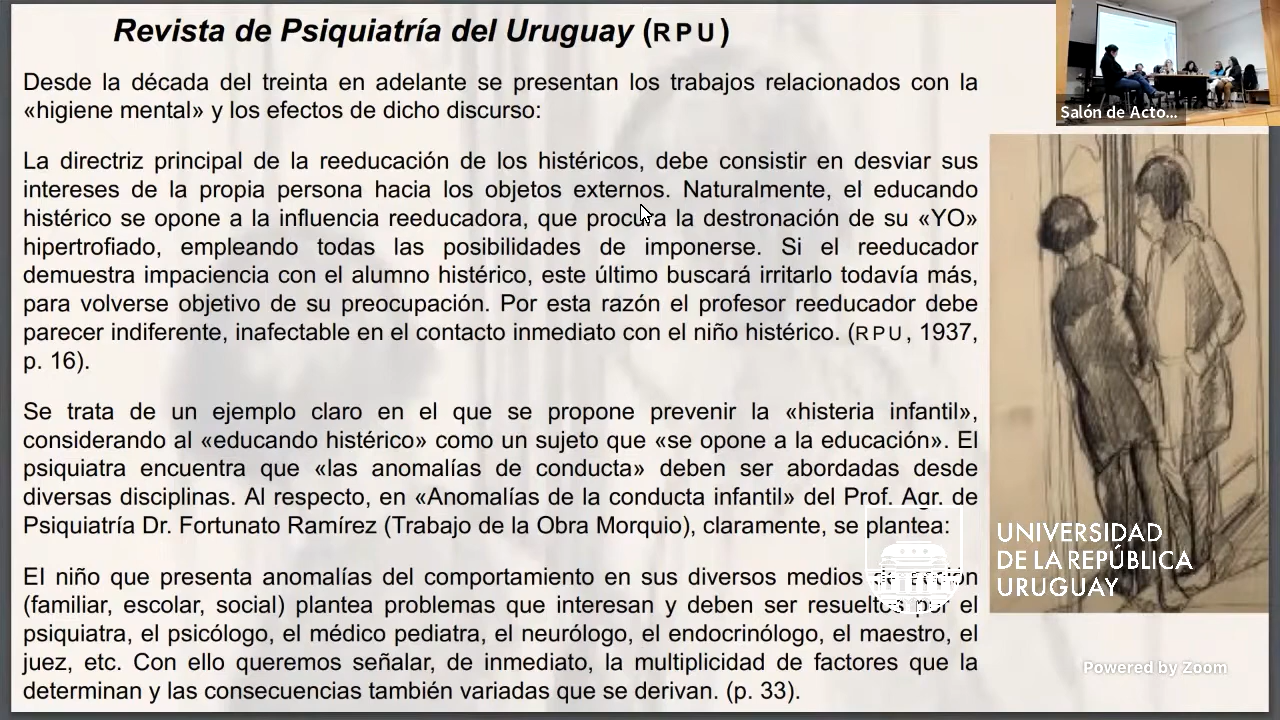 Revista de Psiquiatría del Uruguay (RPU)
Desde la década del treinta en adelante se presentan los trabajos relacionados con la
«higiene mental» y los efectos de dicho discurso:
La directriz principal de la reeducación de los histéricos, debe consistir en desviar sus
intereses de la propia persona hacia los objetos externos. Naturalmente, el educando
histérico se opone a la influencia reeducadora, que procura la destronación de su «YO»
hipertrofiado, empleando todas las posibilidades de imponerse. Si el reeducador
demuestra impaciencia con el alumno histérico, este último buscará irritarlo todavía más,
para volverse objetivo de su preocupación. Por esta razón el profesor reeducador debe
parecer indiferente, inafectable en el contacto inmediato con el niño histérico. (RPU, 1937,
p. 16).
Se trata de un ejemplo claro en el que se propone prevenir la «histeria infantil»,
considerando al «educando histérico» como un sujeto que «se opone a la educación». El
psiquiatra encuentra que «las anomalías de conducta» deben ser abordadas desde
diversas disciplinas. Al respecto, en «Anomalías de la conducta infantil» del Prof. Agr. de
Psiquiatría Dr. Fortunato Ramírez (Trabajo de la Obra Morquio), claramente, se plantea:
El niño que presenta anomalías del comportamiento en sus diversos medios de
(familiar, escolar, social) plantea problemas que interesan y deben ser resueltos por el
psiquiatra, el psicólogo, el médico pediatra, el neurólogo, el endocrinólogo, el maestro, el
juez, etc. Con ello queremos señalar, de inmediato, la multiplicidad de factores que la
determinan y las consecuencias también variadas que se derivan. (p. 33).
Salón de Acto...
UNIVERSIDAD
DE LA REPÚBLICA
URUGUAY
Powered by Zoom